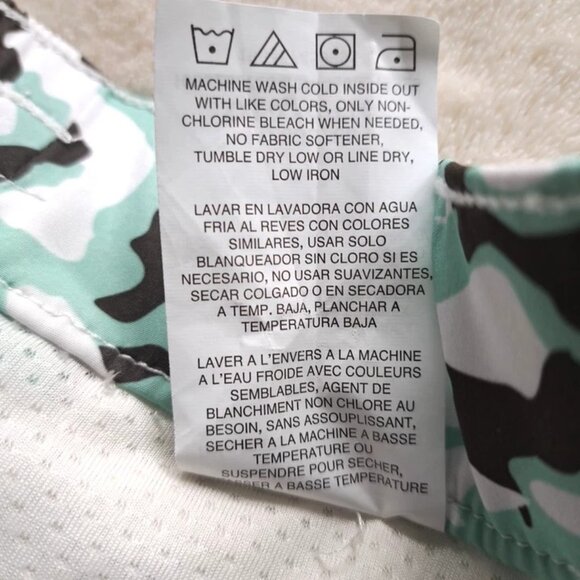 MACHINE WASH COLD INSIDE OUT
WITH LIKE COLORS, ONLY NON-
CHLORINE BLEACH WHEN NEEDED,
NO FABRIC SOFTENER,
TUMBLE DRY LOW OR LINE DRY,
LOW IRON
LAVAR EN LAVADORA CON AGUA
FRIA AL REVES CON COLORES
SIMILARES, USAR SOLO
BLANQUEADOR SIN CLORO SI ES
NECESARIO, NO USAR SUAVIZANTES,
SECAR COLGADO O EN SECADORA
A TEMP. BAJA, PLANCHAR A
TEMPERATURA BAJA
LAVER A L'ENVERS A LA MACHINE
A L'EAU FROIDE AVEC COULEURS
SEMBLABLES, AGENT DE
BLANCHIMENT NON CHLORE AU
BESOIN, SANS ASSOUPLISSANT,
SECHER A LA MACHINE A BASSE
TEMPERATURE OU
SUSPENDRE POUR SECHER,
A BASSE TEMPERATURE